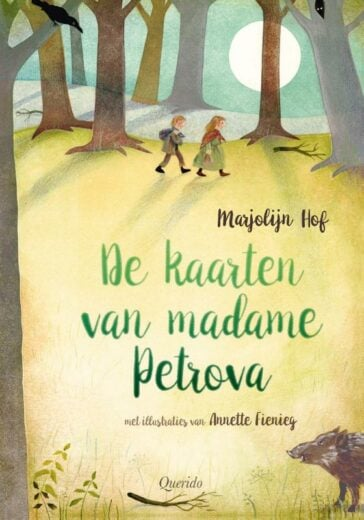 Marjolijn Hof
De kaarten
van madame
Petrova
met illustraties van Annette Fienieg
Querido